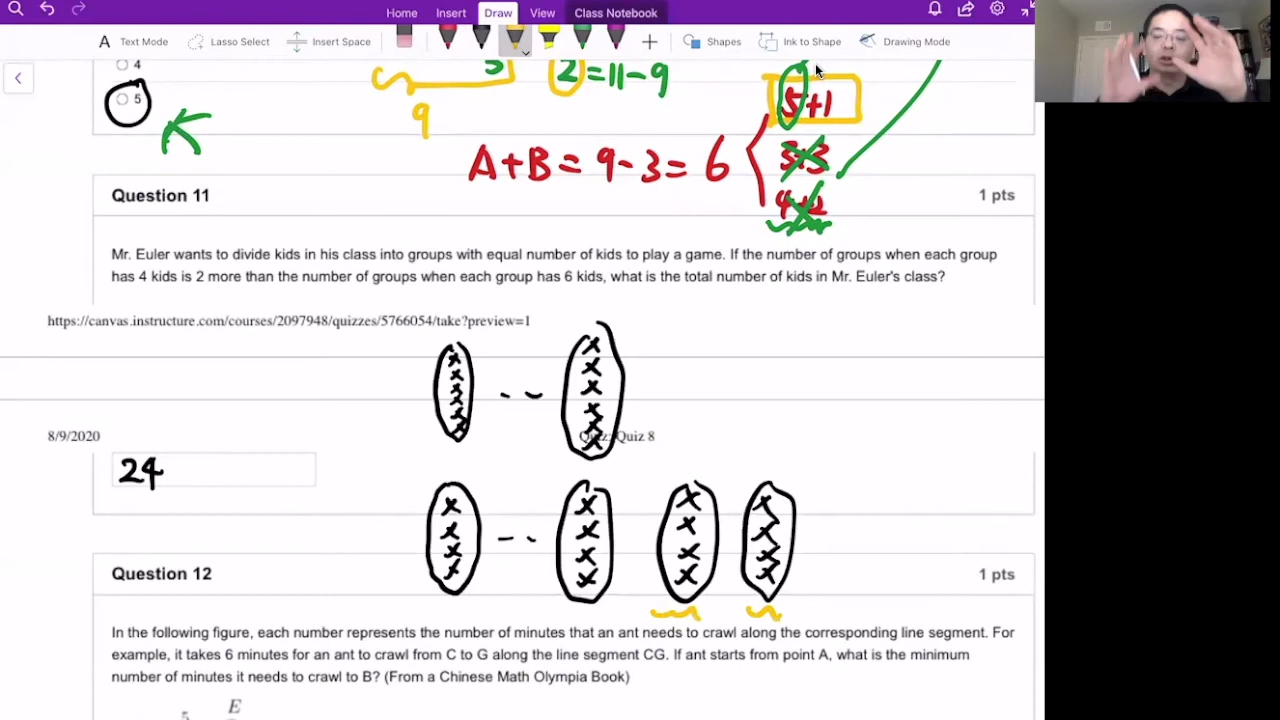 Home Insert Draw View Class Notebook
A Text Mode Lasso Select Insert Space Shapes Ink to Shape Drawing Mode
4
5
9
2 = 11 - 9
5+1
A+B = 9-3 = 6
3+3
4+2
Question 11 1 pts
Mr. Euler wants to divide kids in his class into groups with equal number of kids to play a game. If the number of groups when each group
has 4 kids is 2 more than the number of groups when each group has 6 kids, what is the total number of kids in Mr. Euler's class?
https://canvas.instructure.com/courses/2097948/quizzes/5766054/take?preview=1
8/9/2020 Quiz: Quiz 8
24
Question 12 1 pts
In the following figure, each number represents the number of minutes that an ant needs to crawl along the corresponding line segment. For
example, it takes 6 minutes for an ant to crawl from C to G along the line segment CG. If ant starts from point A, what is the minimum
number of minutes it needs to crawl to B? (From a Chinese Math Olympia Book)
5 E